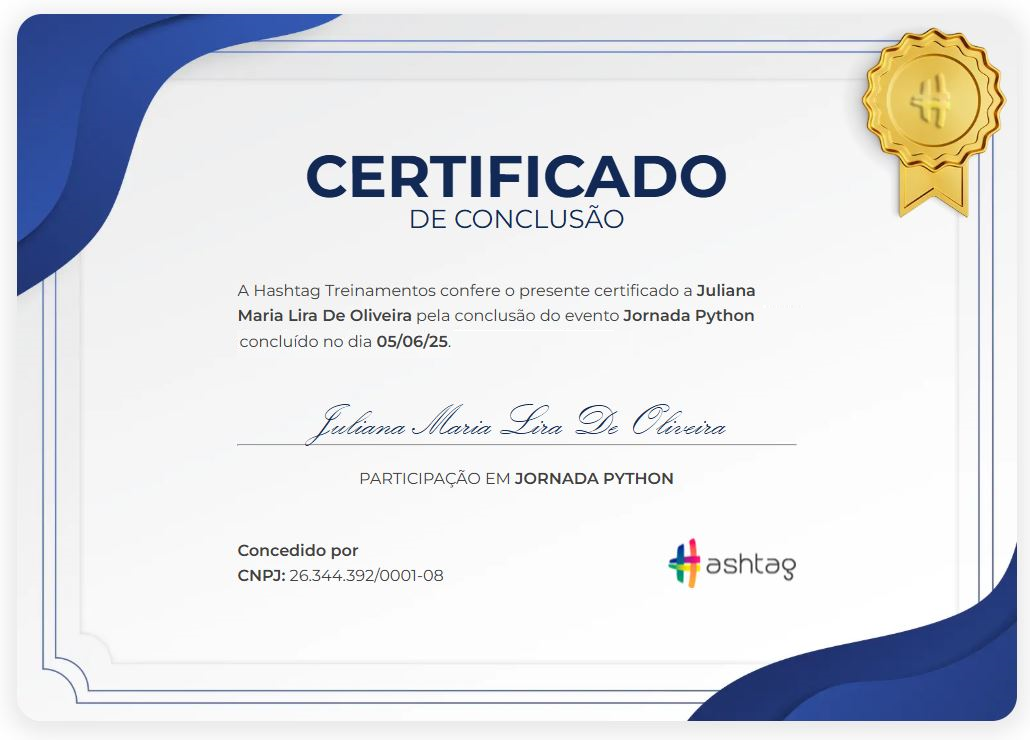 CERTIFICADO
DE CONCLUSÃO
A Hashtag Treinamentos confere o presente certificado a Juliana
Maria Lira De Oliveira pela conclusão do evento Jornada Python
concluído no dia 05/06/25.
Juliana Maria Lira De Oliveira
PARTICIPAÇÃO EM JORNADA PYTHON
Concedido por
CNPJ: 26.344.392/0001-08
#ashtag